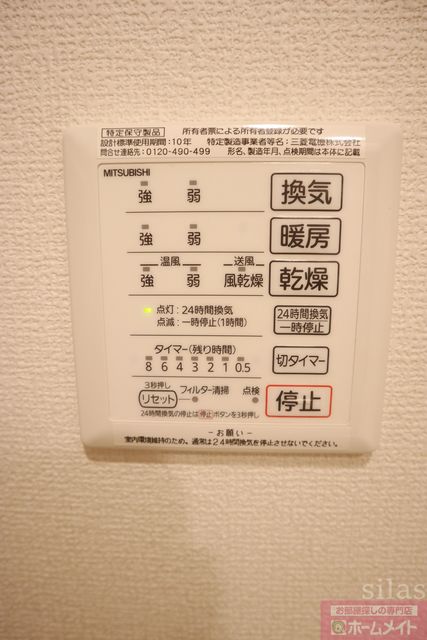 特定保守製品 所有者票による所有者登録が必要です
設計標準使用期間:10年 特定製造事業者等名:三菱電機株式会社
問合せ連絡先:0120-490-499 形名、製造年月、点検期間は本体に記載
MITSUBISHI
強 弱 換気
強 弱 暖房
温風 送風
強 弱 風乾燥 乾燥
点灯:24時間換気
点滅:一時停止(1時間)
24時間換気
一時停止
タイマー(残り時間)
8 6 4 3 2 1 0.5
切タイマー
3秒押し
リセット フィルター清掃 点検
停止
24時間換気の停止は停止ボタンを3秒押し
-お願い-
室内環境維持のため、通常は24時間換気を停止させないでください。
silas
お部屋探しの専門店
ホームメイト